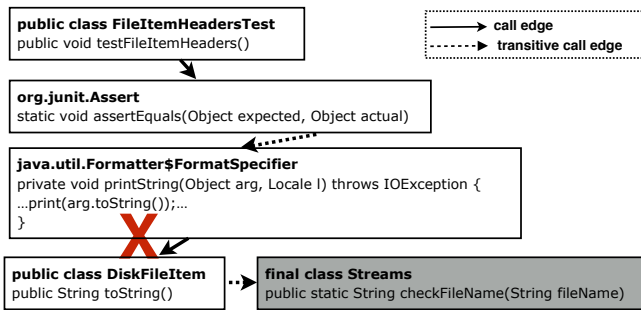 public class FileItemHeadersTest
public void testFileItemHeaders()
call edge
transitive call edge
org.junit.Assert
static void assertEquals(Object expected, Object actual)
java.util.Formatter$FormatSpecifier
private void printString(Object arg, Locale l) throws IOException {
…print(arg.toString());…
}
X
public class DiskFileItem
public String toString()
final class Streams
public static String checkFileName(String fileName)